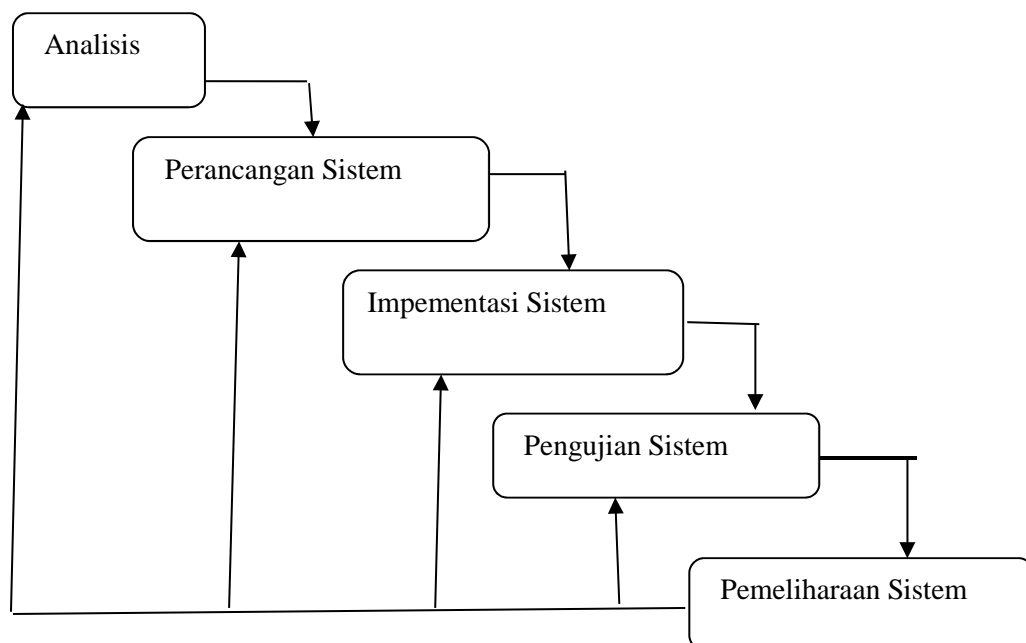 Analisis
Perancangan Sistem
Impementasi Sistem
Pengujian Sistem
Pemeliharaan Sistem